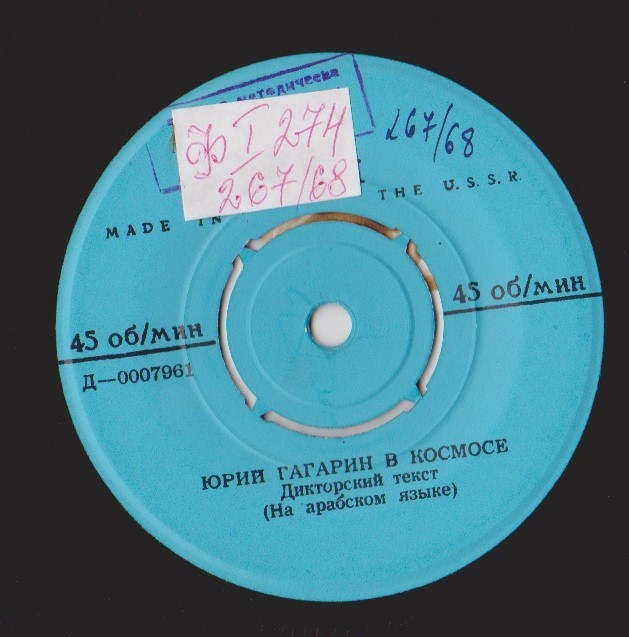 методическа
Ф I 274
267/68
267/68
MADE IN THE U.S.S.R.
45 об/мин
45 об/мин
Д—0007961
ЮРИЙ ГАГАРИН В КОСМОСЕ
Дикторский текст
(На арабском языке)